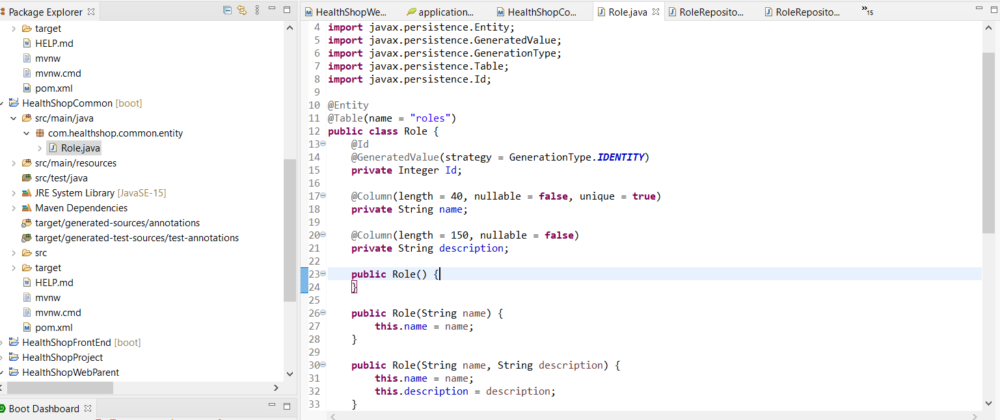 Package Explorer
target
HELP.md
mvnw
mvnw.cmd
pom.xml
HealthShopCommon [boot]
src/main/java
com.healthshop.common.entity
Role.java
src/main/resources
src/test/java
JRE System Library [JavaSE-15]
Maven Dependencies
target/generated-sources/annotations
target/generated-test-sources/test-annotations
src
target
HELP.md
mvnw
mvnw.cmd
pom.xml
HealthShopFrontEnd [boot]
HealthShopProject
HealthShopWebParent
Boot Dashboard
HealthShopWe... application... HealthShopCo... Role.java RoleReposito... RoleReposito... »15
4 import javax.persistence.Entity;
5 import javax.persistence.GeneratedValue;
6 import javax.persistence.GenerationType;
7 import javax.persistence.Table;
8 import javax.persistence.Id;
9
10 @Entity
11 @Table(name = "roles")
12 public class Role {
13 @Id
14 @GeneratedValue(strategy = GenerationType.IDENTITY)
15 private Integer Id;
16
17 @Column(length = 40, nullable = false, unique = true)
18 private String name;
19
20 @Column(length = 150, nullable = false)
21 private String description;
22
23 public Role() {
24 }
25
26 public Role(String name) {
27 this.name = name;
28 }
29
30 public Role(String name, String description) {
31 this.name = name;
32 this.description = description;
33 }